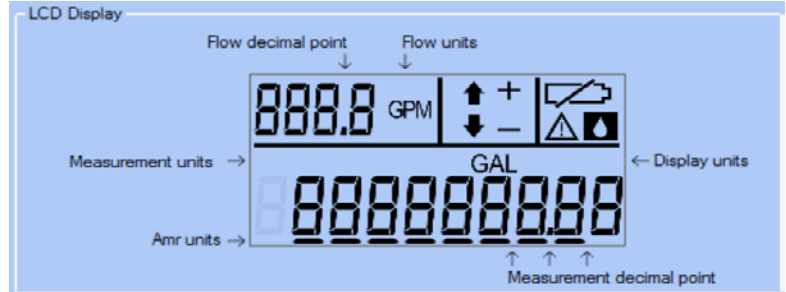 LCD Display
Flow decimal point Flow units
888.8 GPM + −
Measurement units GAL Display units
8888888.88
Amr units
Measurement decimal point